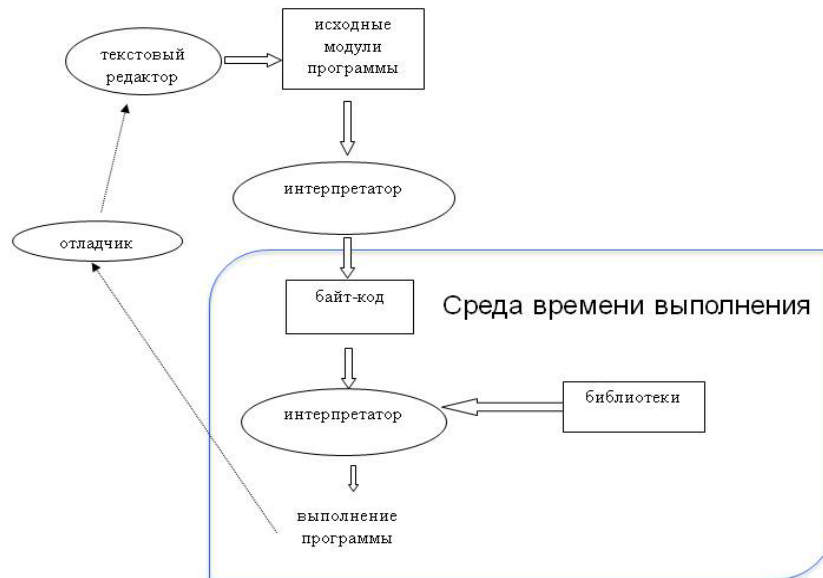 текстовый
редактор
исходные
модули
программы
интерпретатор
отладчик
байт-код
Среда времени выполнения
интерпретатор
библиотеки
выполнение
программы